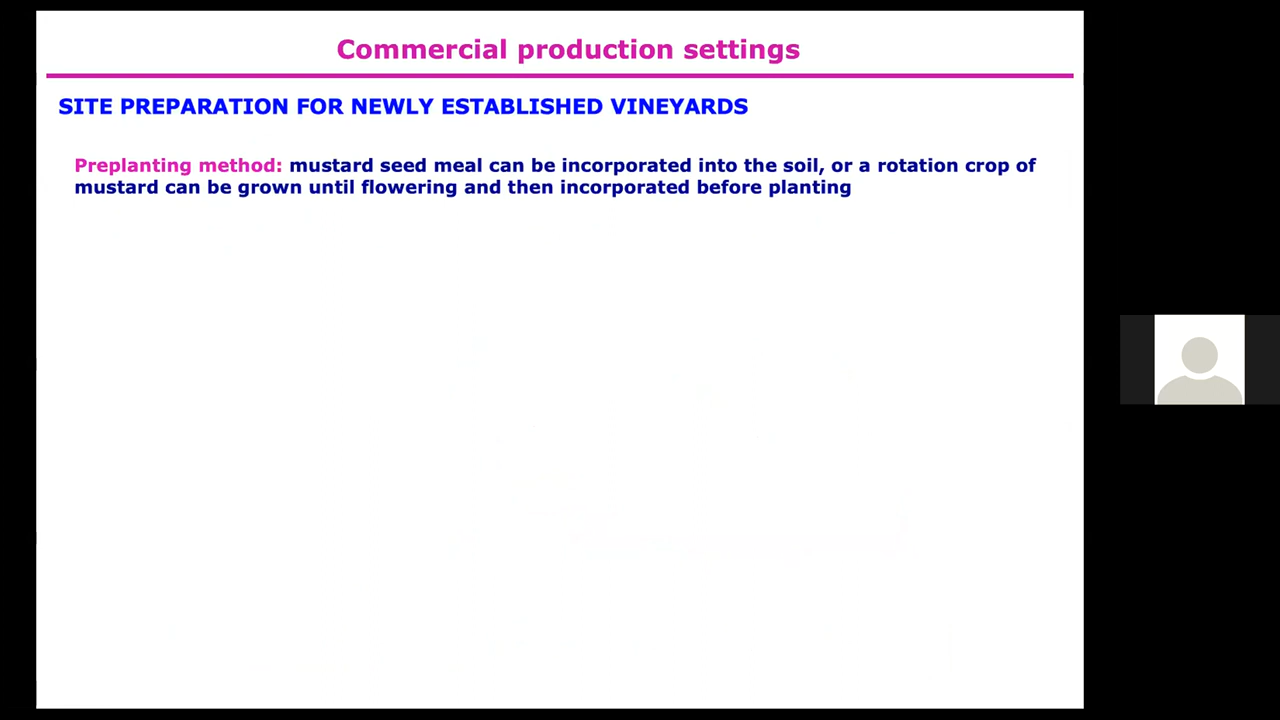 Commercial production settings
SITE PREPARATION FOR NEWLY ESTABLISHED VINEYARDS
Preplanting method: mustard seed meal can be incorporated into the soil, or a rotation crop of
mustard can be grown until flowering and then incorporated before planting